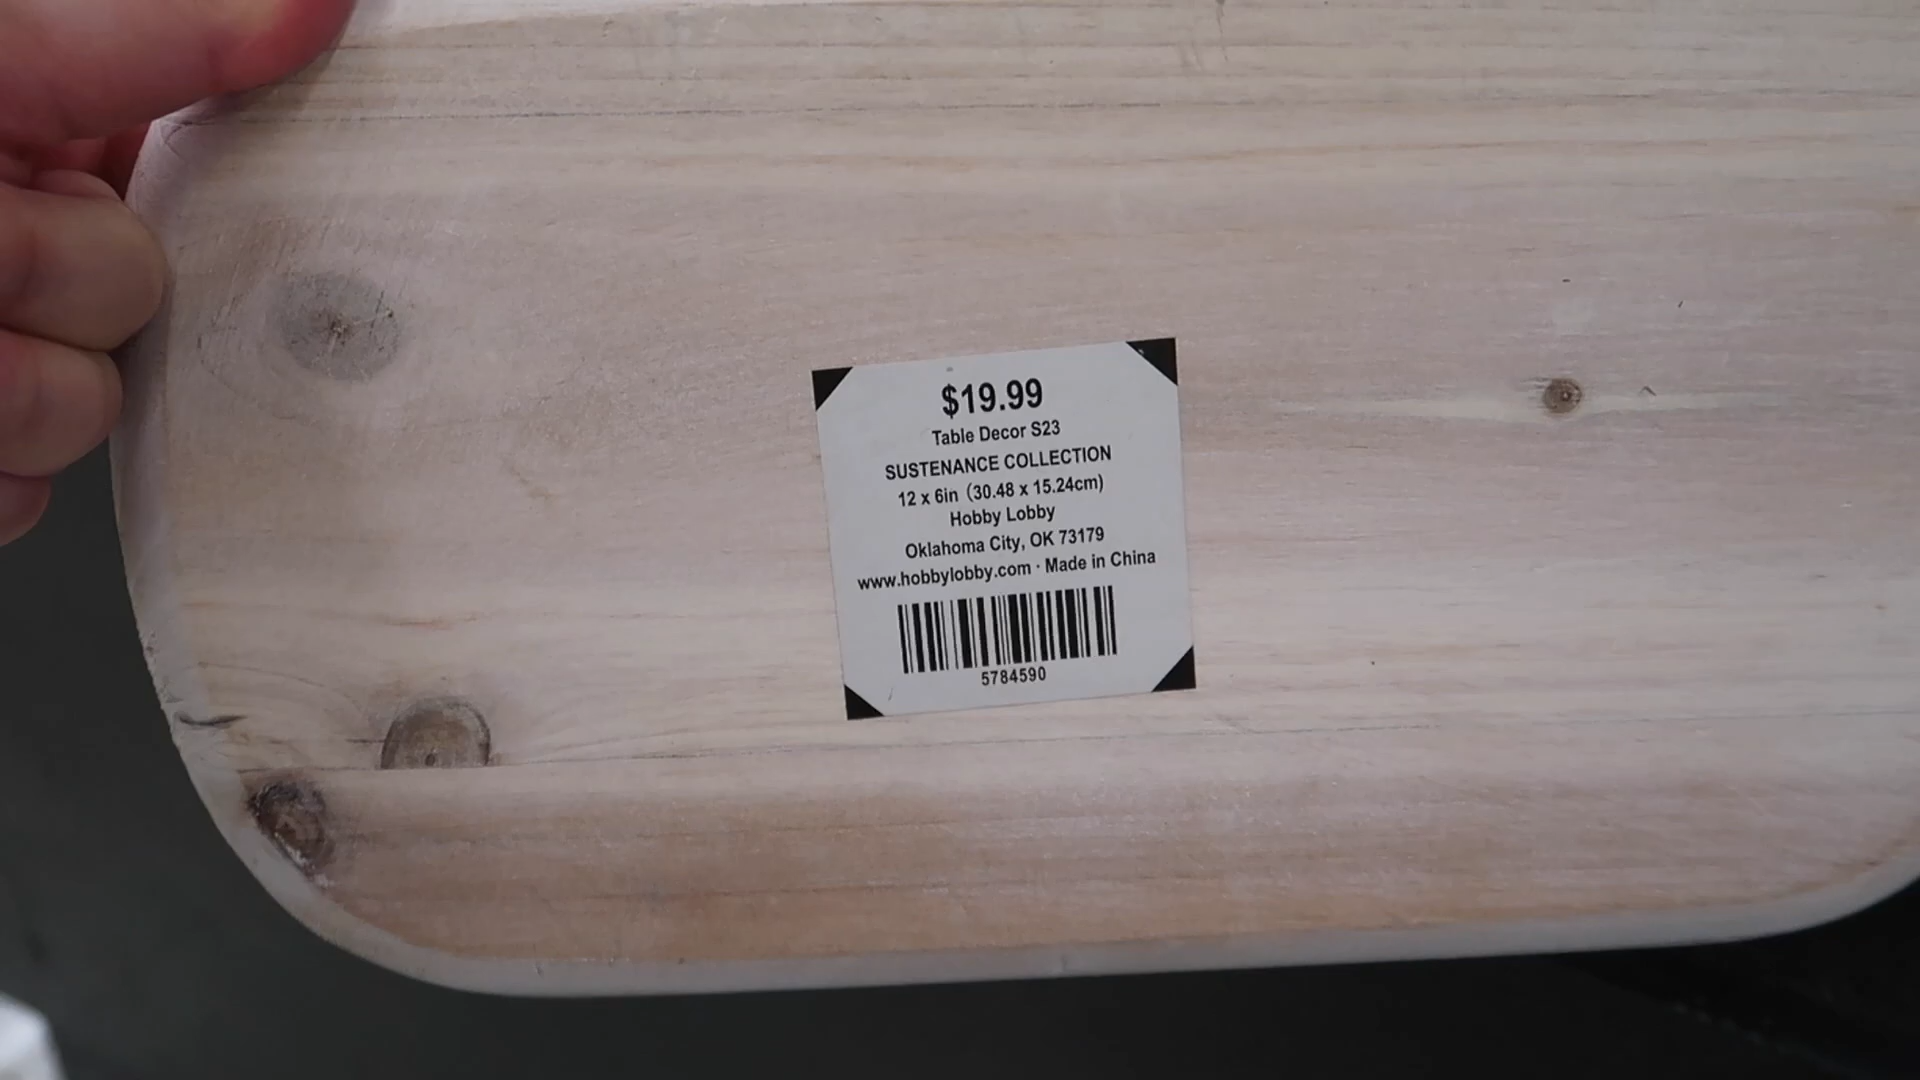 $19.99
Table Decor S23
SUSTENANCE COLLECTION
12 x 6in (30.48 x 15.24cm)
Hobby Lobby
Oklahoma City, OK 73179
www.hobbylobby.com · Made in China
5784590